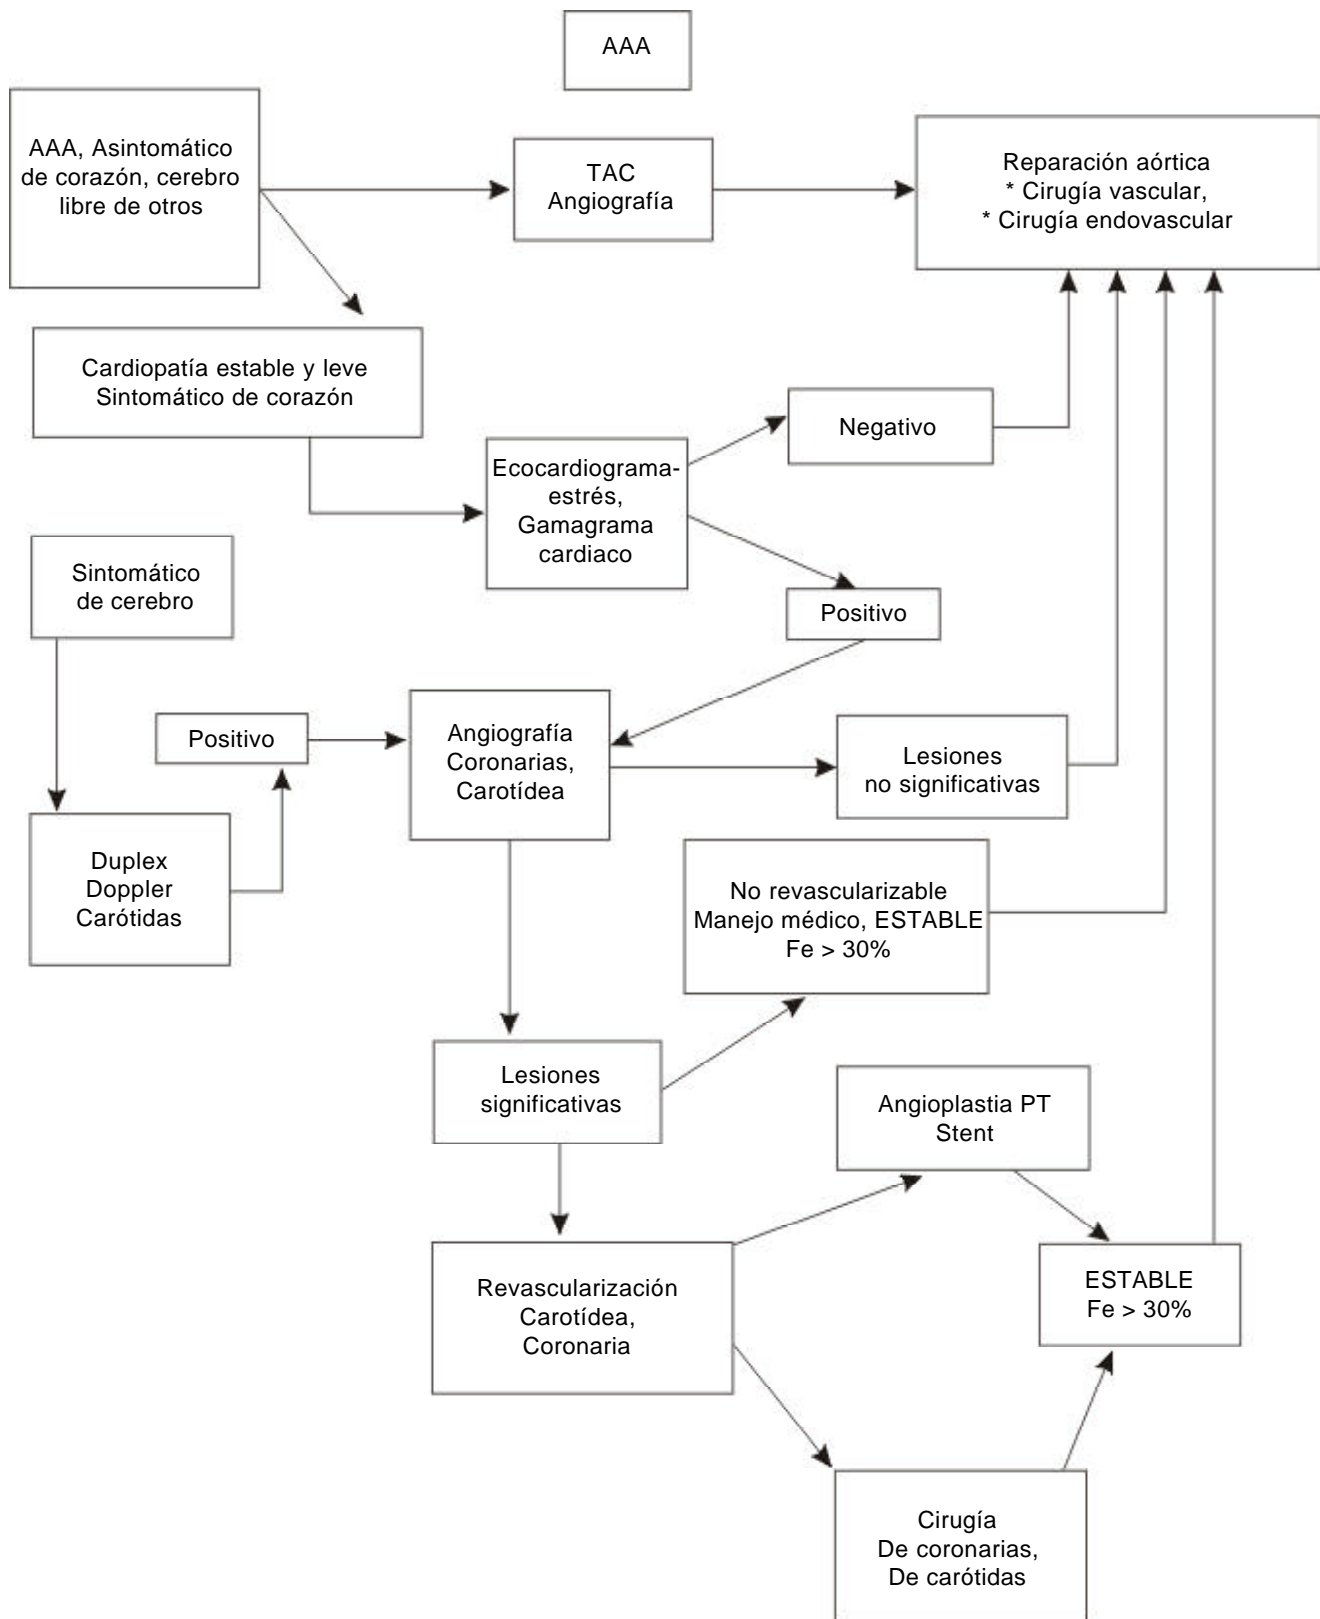 AAA
AAA, Asintomático
de corazón, cerebro
libre de otros
TAC
Angiografía
Reparación aórtica
* Cirugía vascular,
* Cirugía endovascular
Cardiopatía estable y leve
Sintomático de corazón
Negativo
Ecocardiograma-
estrés,
Gamagrama
cardiaco
Sintomático
de cerebro
Positivo
Positivo
Angiografía
Coronarias,
Carotídea
Lesiones
no significativas
Duplex
Doppler
Carótidas
No revascularizable
Manejo médico, ESTABLE
Fe > 30%
Lesiones
significativas
Angioplastia PT
Stent
Revascularización
Carotídea,
Coronaria
ESTABLE
Fe > 30%
Cirugía
De coronarias,
De carótidas